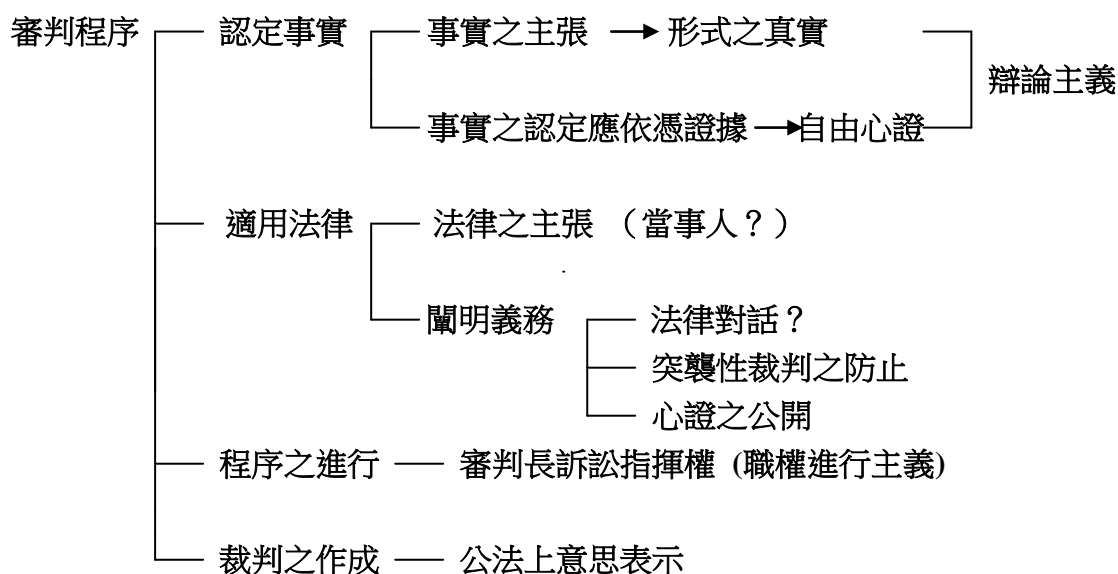 審判程序 認定事實 事實之主張 形式之真實
辯論主義
事實之認定應依憑證據 自由心證
適用法律 法律之主張 （當事人？）
闡明義務 法律對話？
突襲性裁判之防止
心證之公開
程序之進行 審判長訴訟指揮權 (職權進行主義)
裁判之作成 公法上意思表示